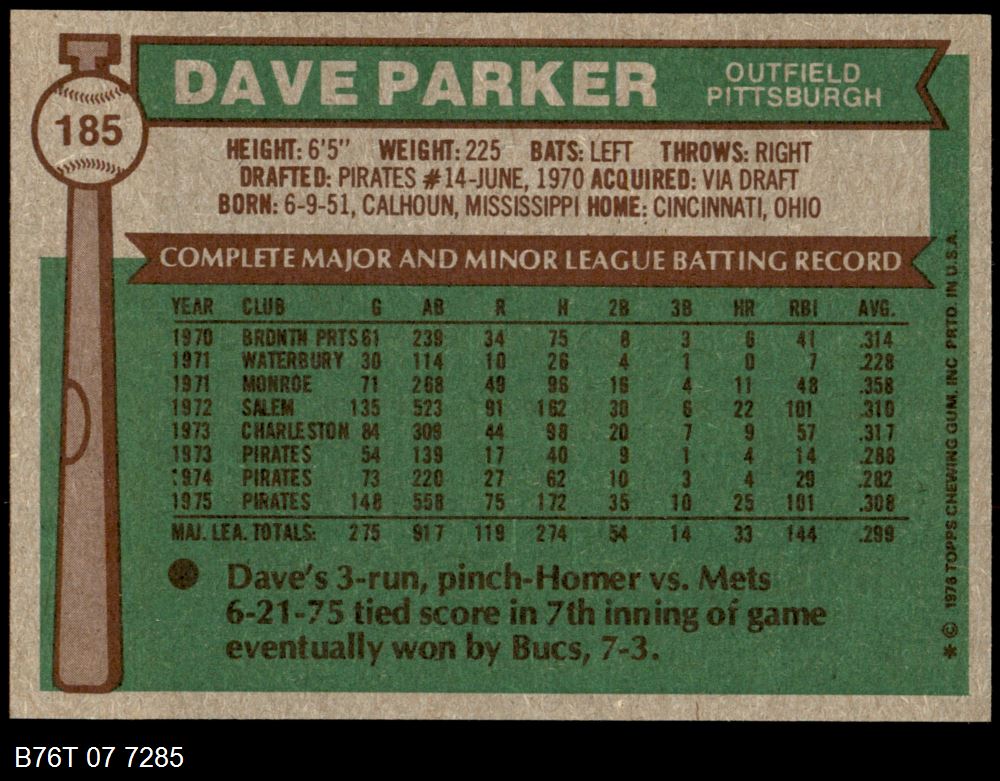 185
DAVE PARKER
OUTFIELD
PITTSBURGH
HEIGHT: 6'5" WEIGHT: 225 BATS: LEFT THROWS: RIGHT
DRAFTED: PIRATES #14-JUNE, 1970 ACQUIRED: VIA DRAFT
BORN: 6-9-51, CALHOUN, MISSISSIPPI HOME: CINCINNATI, OHIO
COMPLETE MAJOR AND MINOR LEAGUE BATTING RECORD
YEAR CLUB G AB R H 2B 3B HR RBI AVG.
1970 BRDNTN PRTS 61 239 34 75 8 3 6 41 .314
1971 WATERBURY 30 114 10 26 4 1 0 7 .228
1971 MONROE 71 268 49 96 16 4 11 48 .358
1972 SALEM 135 523 91 162 30 6 22 101 .310
1973 CHARLESTON 84 309 44 98 20 7 9 57 .317
1973 PIRATES 54 139 17 40 9 1 4 14 .288
1974 PIRATES 73 220 27 62 10 3 4 29 .282
1975 PIRATES 148 558 75 172 35 10 25 101 .308
MAJ. LEA. TOTALS: 275 917 119 274 54 14 33 144 .299
Dave's 3-run, pinch-Homer vs. Mets
6-21-75 tied score in 7th inning of game
eventually won by Bucs, 7-3.
* © 1976 TOPPS CHEWING GUM, INC PRTD. IN U.S.A.
B76T 07 7285